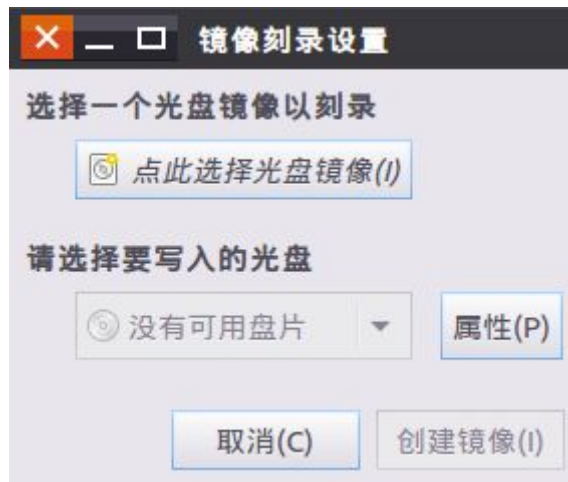 镜像刻录设置
选择一个光盘镜像以刻录
点此选择光盘镜像(I)
请选择要写入的光盘
没有可用盘片 属性(P)
取消(C) 创建镜像(I)